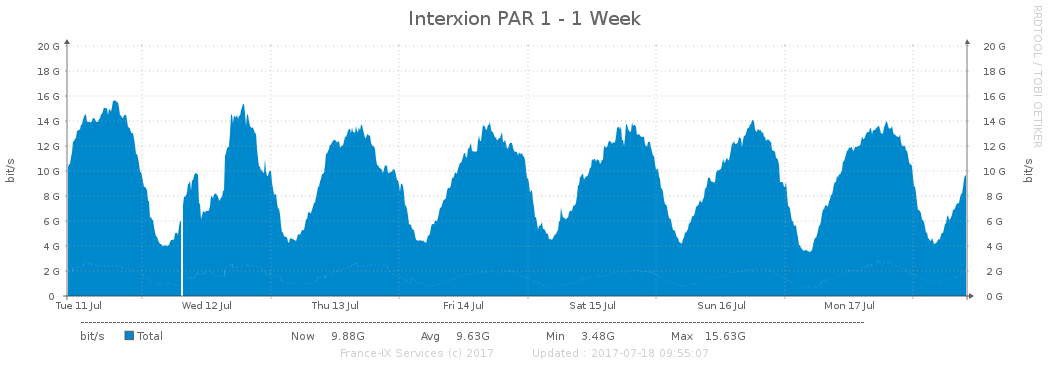 Interxion PAR 1 - 1 Week
RRDTOOL / TOBI OETIKER
bit/s
20 G
18 G
16 G
14 G
12 G
10 G
8 G
6 G
4 G
2 G
0
20 G
18 G
16 G
14 G
12 G
10 G
8 G
6 G
4 G
2 G
0 G
bit/s
Tue 11 Jul Wed 12 Jul Thu 13 Jul Fri 14 Jul Sat 15 Jul Sun 16 Jul Mon 17 Jul
bit/s Total Now 9.88G Avg 9.63G Min 3.48G Max 15.63G
France-IX Services (c) 2017 Updated : 2017-07-18 09:55:07